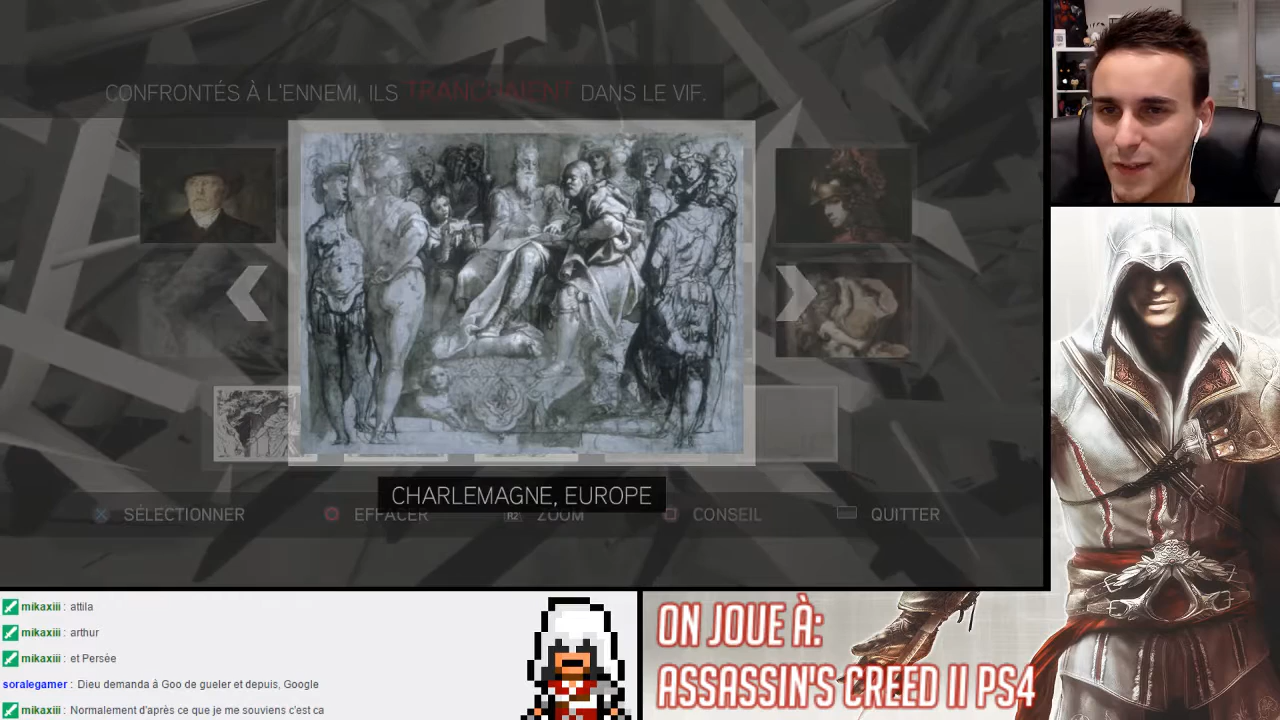 CONFRONTÉS À L'ENNEMI, ILS TRANCHAIENT DANS LE VIF.
CHARLEMAGNE, EUROPE
SÉLECTIONNER
EFFACER
R2 ZOOM
CONSEIL
QUITTER
mikaxiii : attila
mikaxiii : arthur
mikaxiii : et Persée
soralegamer : Dieu demanda à Goo de gueler et depuis, Google
mikaxiii : Normalement d'après ce que je me souviens c'est ca
ON JOUE À:
ASSASSIN'S CREED II PS4